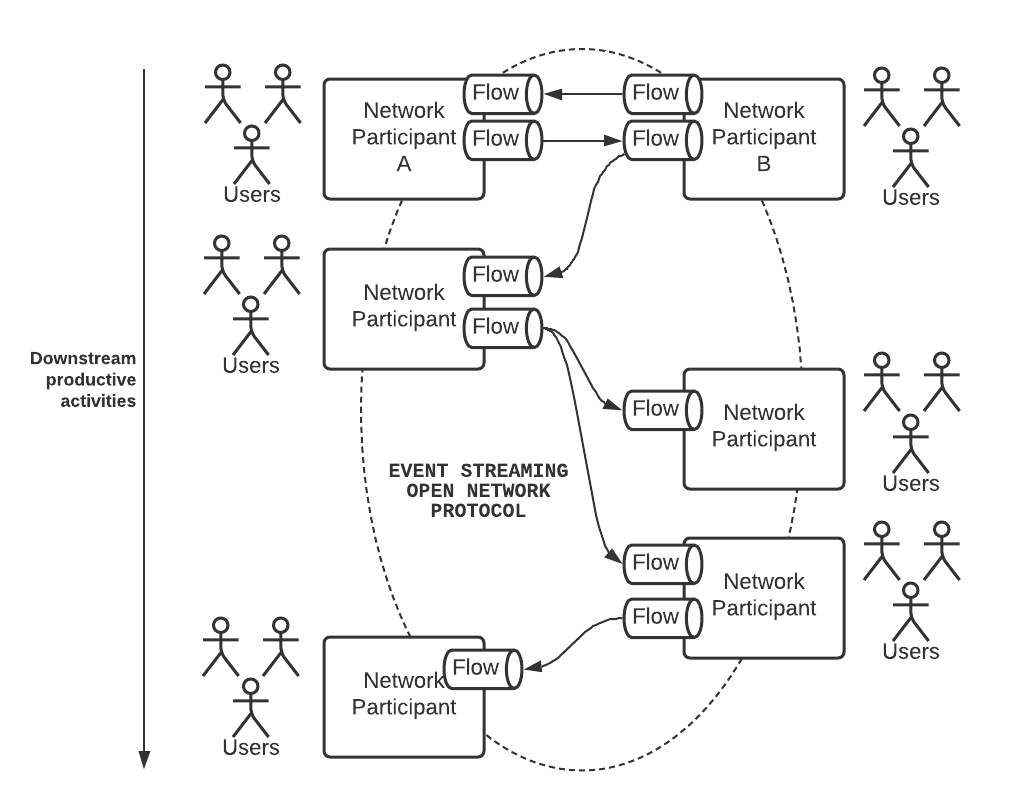 Flow
Flow
Network
Participant
A
Flow
Flow
Network
Participant
B
Users
Users
Flow
Flow
Network
Participant
Users
Downstream
productive
activities
Flow
Network
Participant
Users
EVENT STREAMING
OPEN NETWORK
PROTOCOL
Flow
Flow
Network
Participant
Users
Flow
Network
Participant
Users